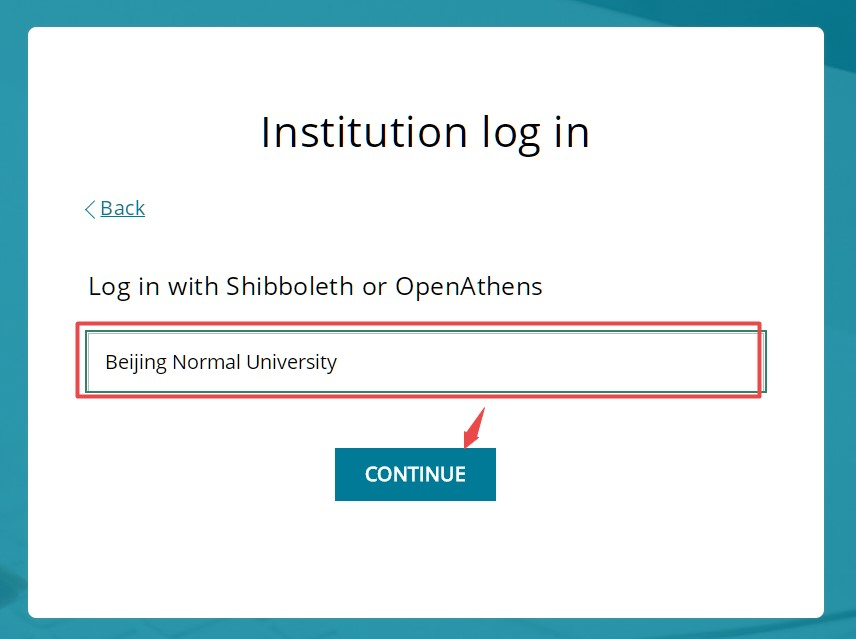 Institution log in
Back
Log in with Shibboleth or OpenAthens
Beijing Normal University
CONTINUE